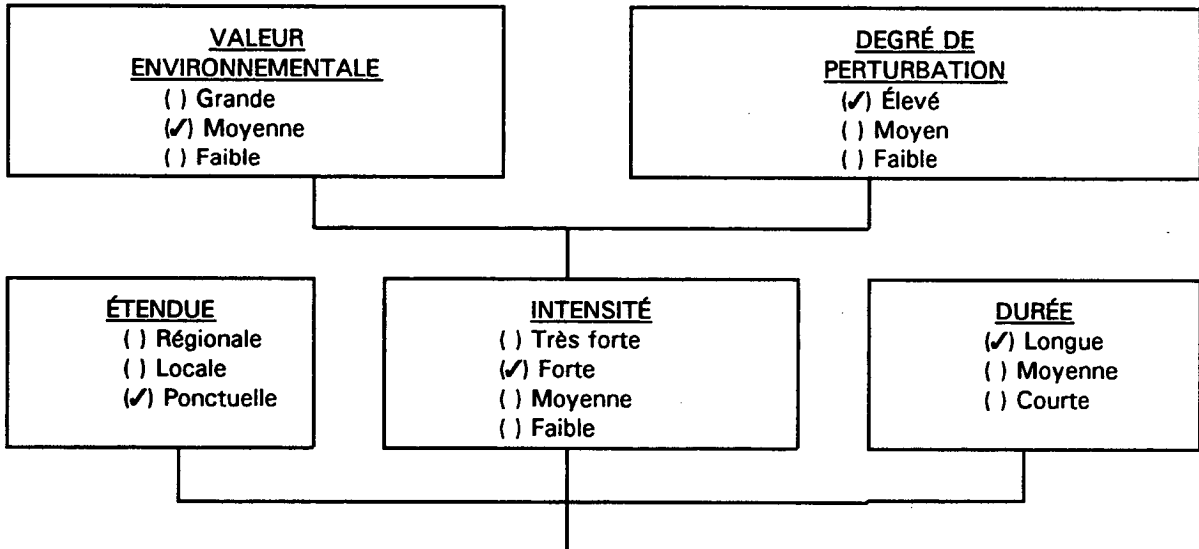 VALEUR
ENVIRONNEMENTALE
( ) Grande
(✓) Moyenne
( ) Faible
DEGRÉ DE
PERTURBATION
(✓) Élevé
( ) Moyen
( ) Faible
ÉTENDUE
( ) Régionale
( ) Locale
(✓) Ponctuelle
INTENSITÉ
( ) Très forte
(✓) Forte
( ) Moyenne
( ) Faible
DURÉE
(✓) Longue
( ) Moyenne
( ) Courte